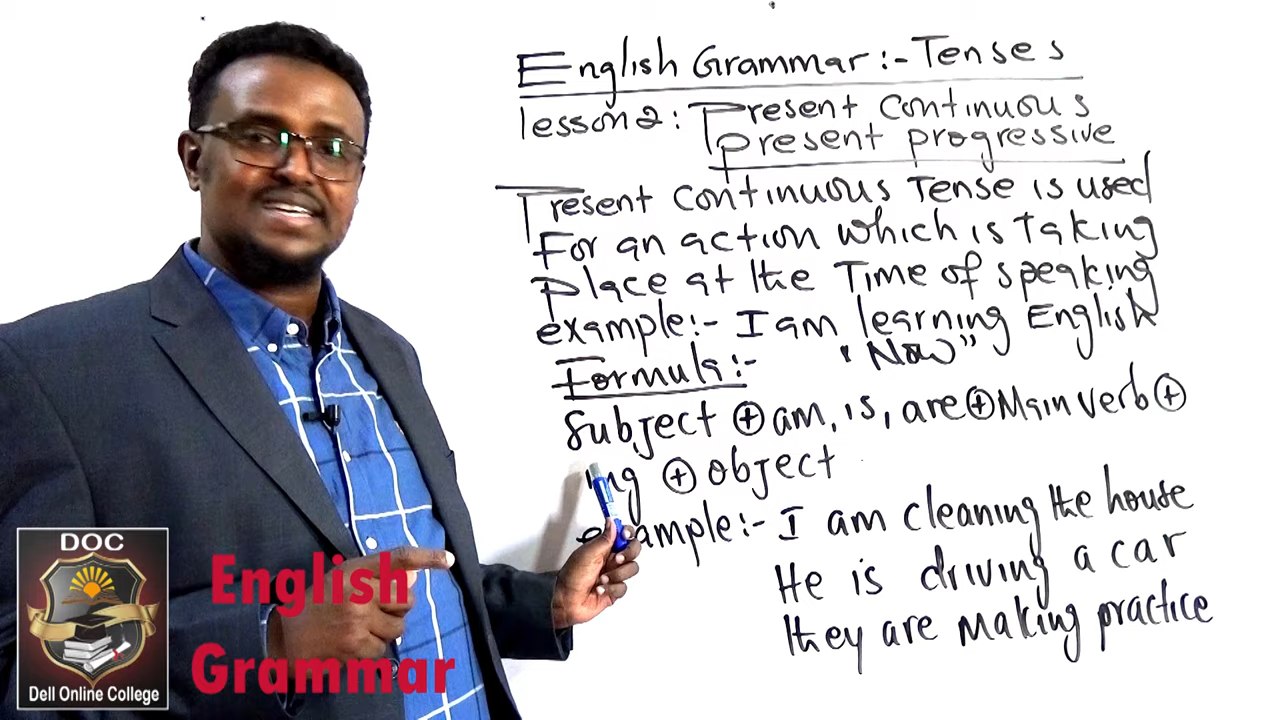 English Grammar:- Tenses
lesson 2: Present Continuous
present progressive
Present continuous Tense is used
For an action which is Taking
Place at the Time of speaking
example:- I am learning English
"Now"
Formula:-
Subject + am, is, are + Main verb +
ing + object
example:- I am cleaning the house
He is driving a car
they are making practice
DOC
Dell Online College
English
Grammar